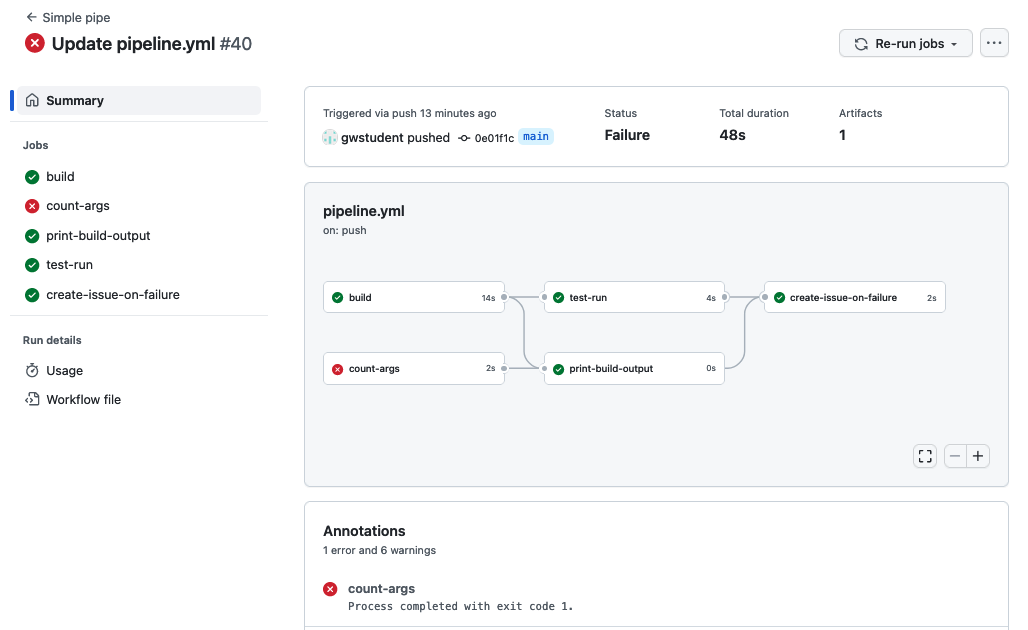 ← Simple pipe
Update pipeline.yml #40
Re-run jobs
Summary
Jobs
build
count-args
print-build-output
test-run
create-issue-on-failure
Run details
Usage
Workflow file
Triggered via push 13 minutes ago
gwstudent pushed 0e01f1c main
Status
Failure
Total duration
48s
Artifacts
1
pipeline.yml
on: push
build 14s
test-run 4s
create-issue-on-failure 2s
count-args 2s
print-build-output 0s
Annotations
1 error and 6 warnings
count-args
Process completed with exit code 1.